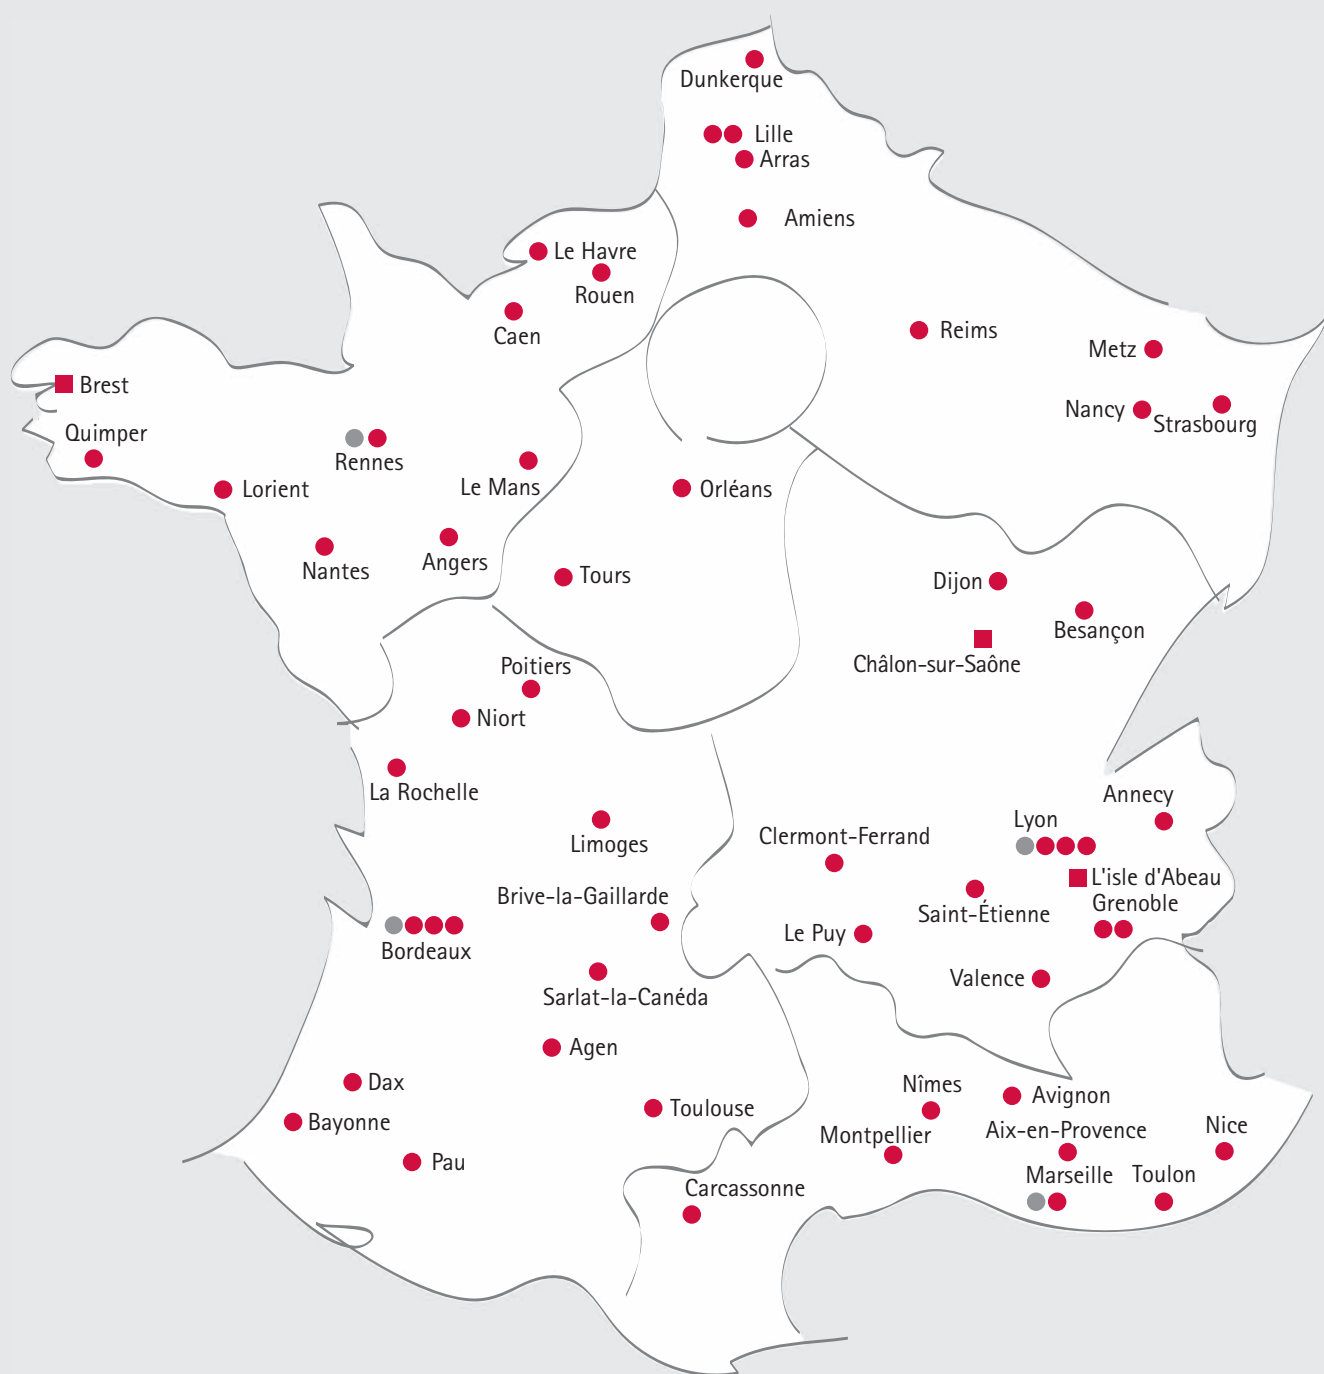 Dunkerque
Lille
Arras
Amiens
Le Havre
Rouen
Caen
Reims
Metz
Brest
Nancy
Strasbourg
Quimper
Rennes
Le Mans
Lorient
Orléans
Nantes
Angers
Tours
Dijon
Besançon
Châlon-sur-Saône
Poitiers
Niort
La Rochelle
Annecy
Lyon
Limoges
Clermont-Ferrand
L'isle d'Abeau
Brive-la-Gaillarde
Grenoble
Saint-Étienne
Le Puy
Bordeaux
Valence
Sarlat-la-Canéda
Agen
Dax
Nîmes
Avignon
Toulouse
Bayonne
Nice
Aix-en-Provence
Montpellier
Pau
Marseille
Toulon
Carcassonne